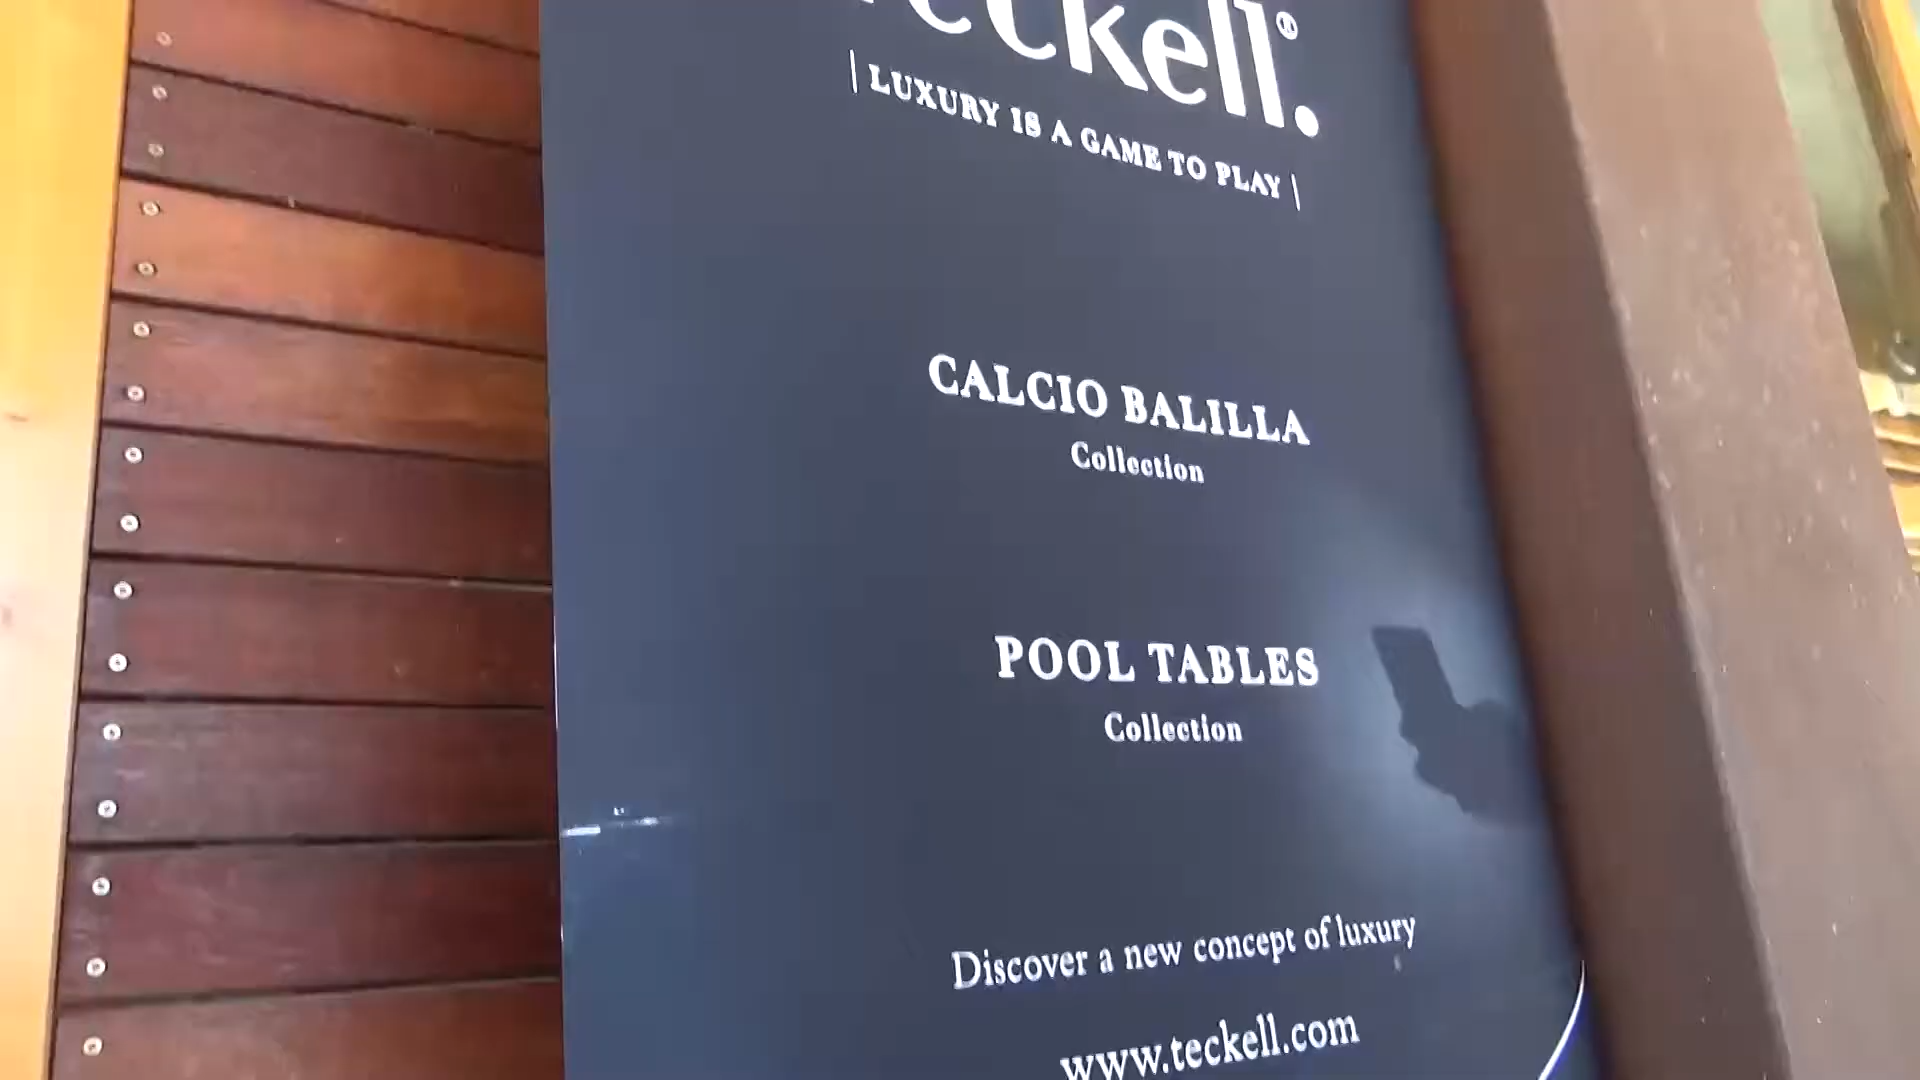 teckell.®
| LUXURY IS A GAME TO PLAY |
CALCIO BALILLA
Collection
POOL TABLES
Collection
Discover a new concept of luxury
www.teckell.com